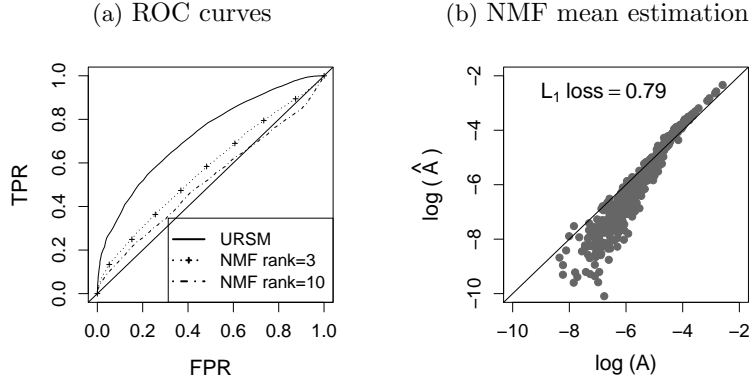 (a) ROC curves
(b) NMF mean estimation
TPR
1.0
0.8
0.6
0.4
0.2
0.0
URSM
NMF rank=3
NMF rank=10
0.0 0.2 0.4 0.6 0.8 1.0
FPR
log (Â)
−2
−4
−6
−8
−10
L₁ loss = 0.79
−10 −8 −6 −4 −2
log (A)